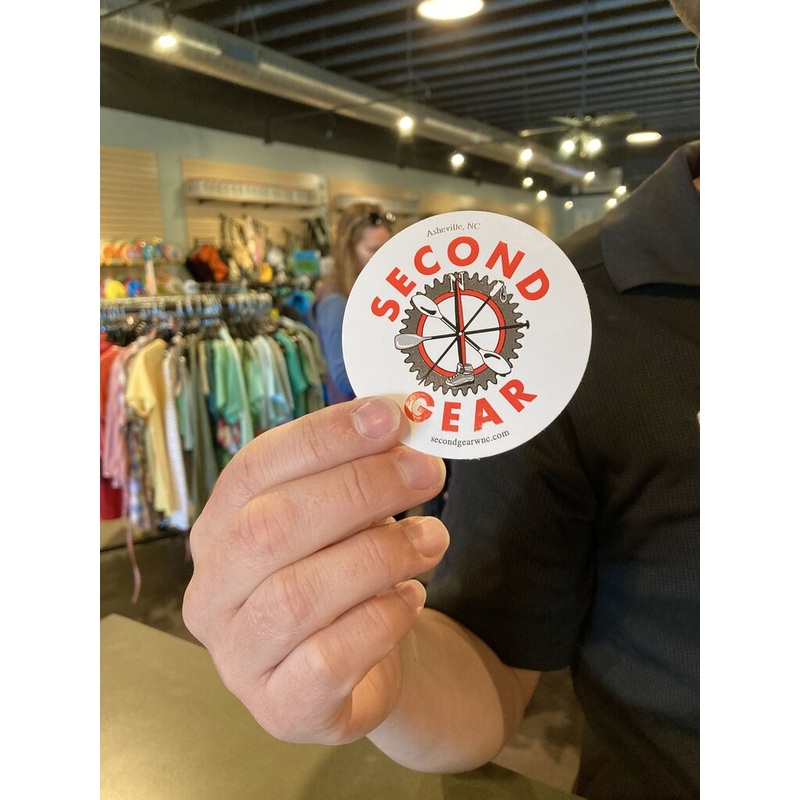 Asheville, NC
SECOND
N
GEAR
secondgearwnc.com